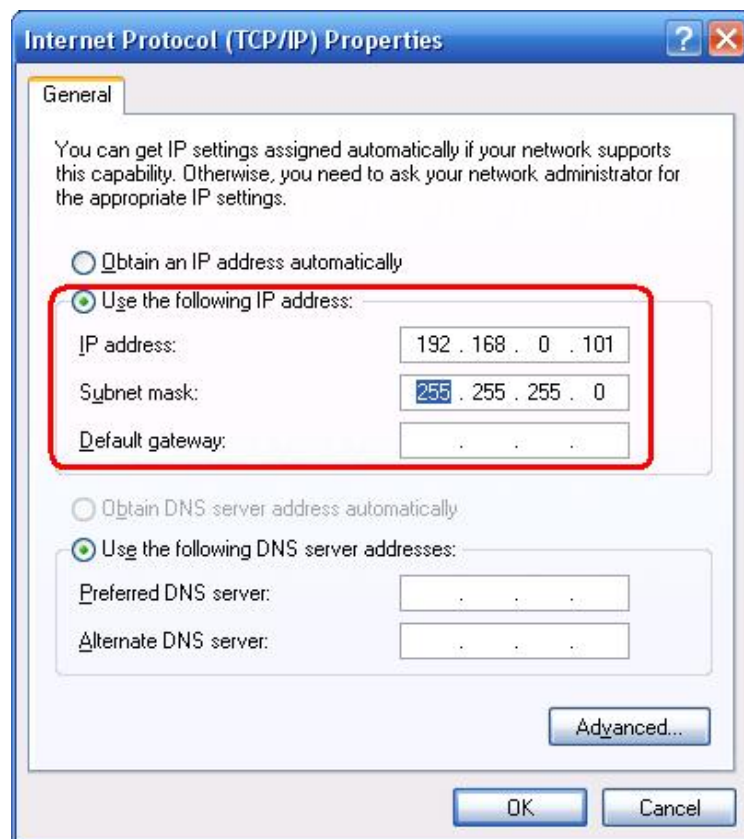 Internet Protocol (TCP/IP) Properties
General
You can get IP settings assigned automatically if your network supports
this capability. Otherwise, you need to ask your network administrator for
the appropriate IP settings.
Obtain an IP address automatically
Use the following IP address:
IP address: 192 . 168 . 0 . 101
Subnet mask: 255 . 255 . 255 . 0
Default gateway: . . .
Obtain DNS server address automatically
Use the following DNS server addresses:
Preferred DNS server: . . .
Alternate DNS server: . . .
Advanced...
OK Cancel